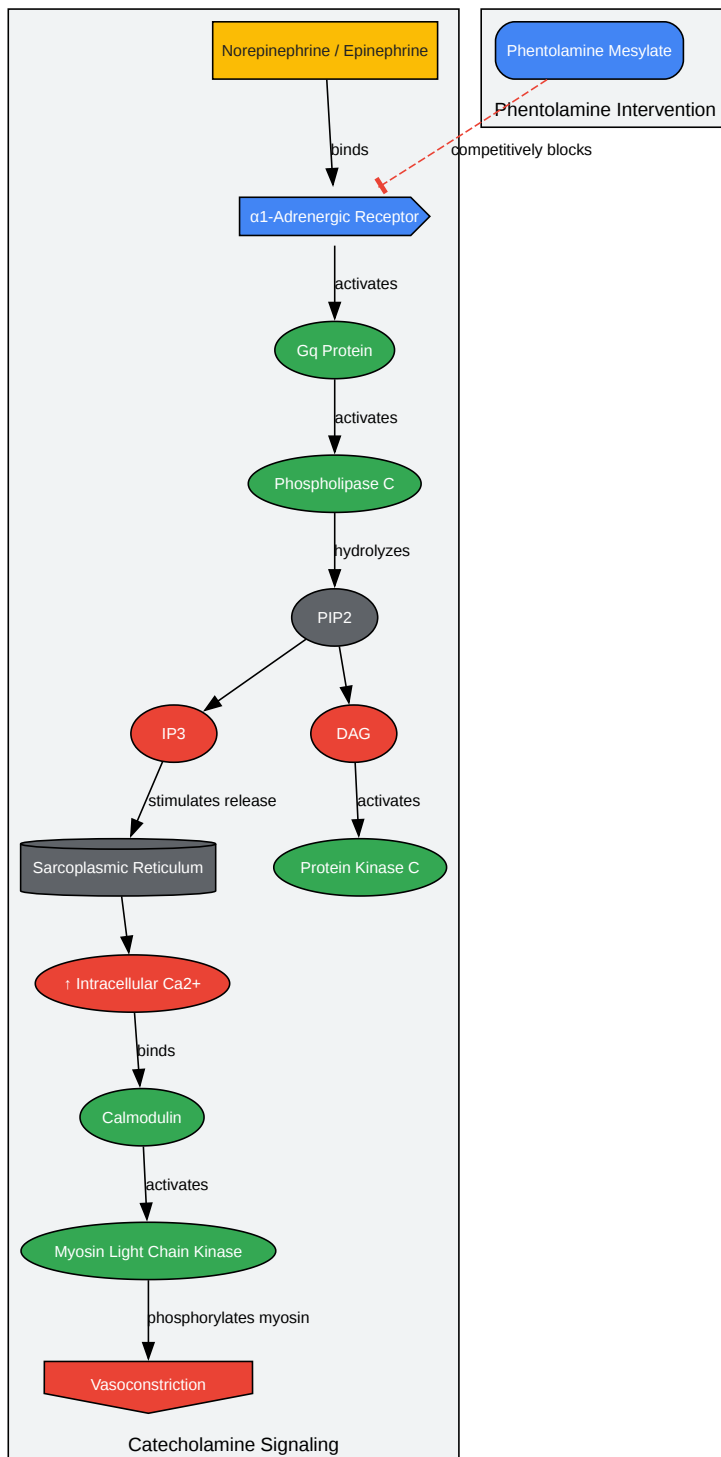 Norepinephrine / Epinephrine
Phentolamine Mesylate
Phentolamine Intervention
binds
competitively blocks
α1-Adrenergic Receptor
activates
Gq Protein
activates
Phospholipase C
hydrolyzes
PIP2
IP3
DAG
stimulates release
activates
Sarcoplasmic Reticulum
Protein Kinase C
↑ Intracellular Ca2+
binds
Calmodulin
activates
Myosin Light Chain Kinase
phosphorylates myosin
Vasoconstriction
Catecholamine Signaling